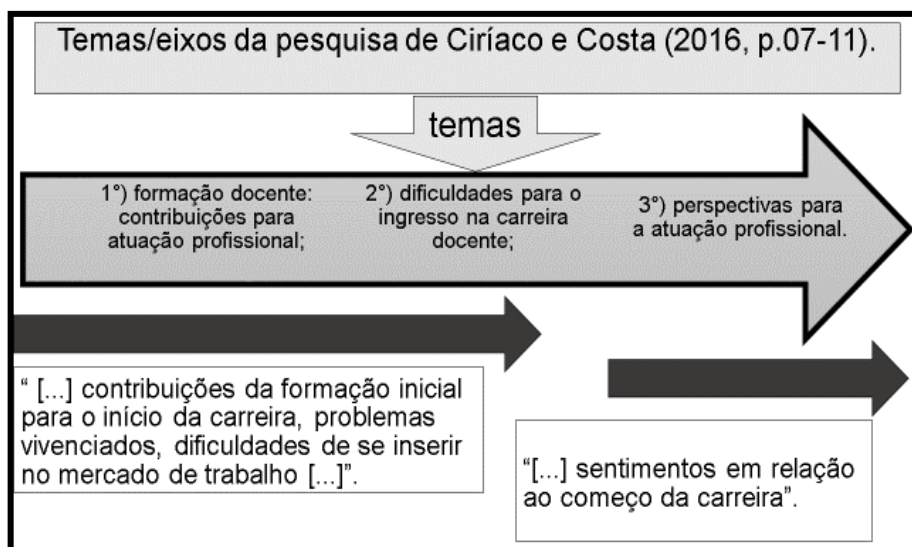 Temas/eixos da pesquisa de Ciríaco e Costa (2016, p.07-11).
temas
1°) formação docente:
contribuições para
atuação profissional;
2°) dificuldades para o
ingresso na carreira
docente;
3°) perspectivas para
a atuação profissional.
“ [...] contribuições da formação inicial
para o início da carreira, problemas
vivenciados, dificuldades de se inserir
no mercado de trabalho [...]”.
“[...] sentimentos em relação
ao começo da carreira”.